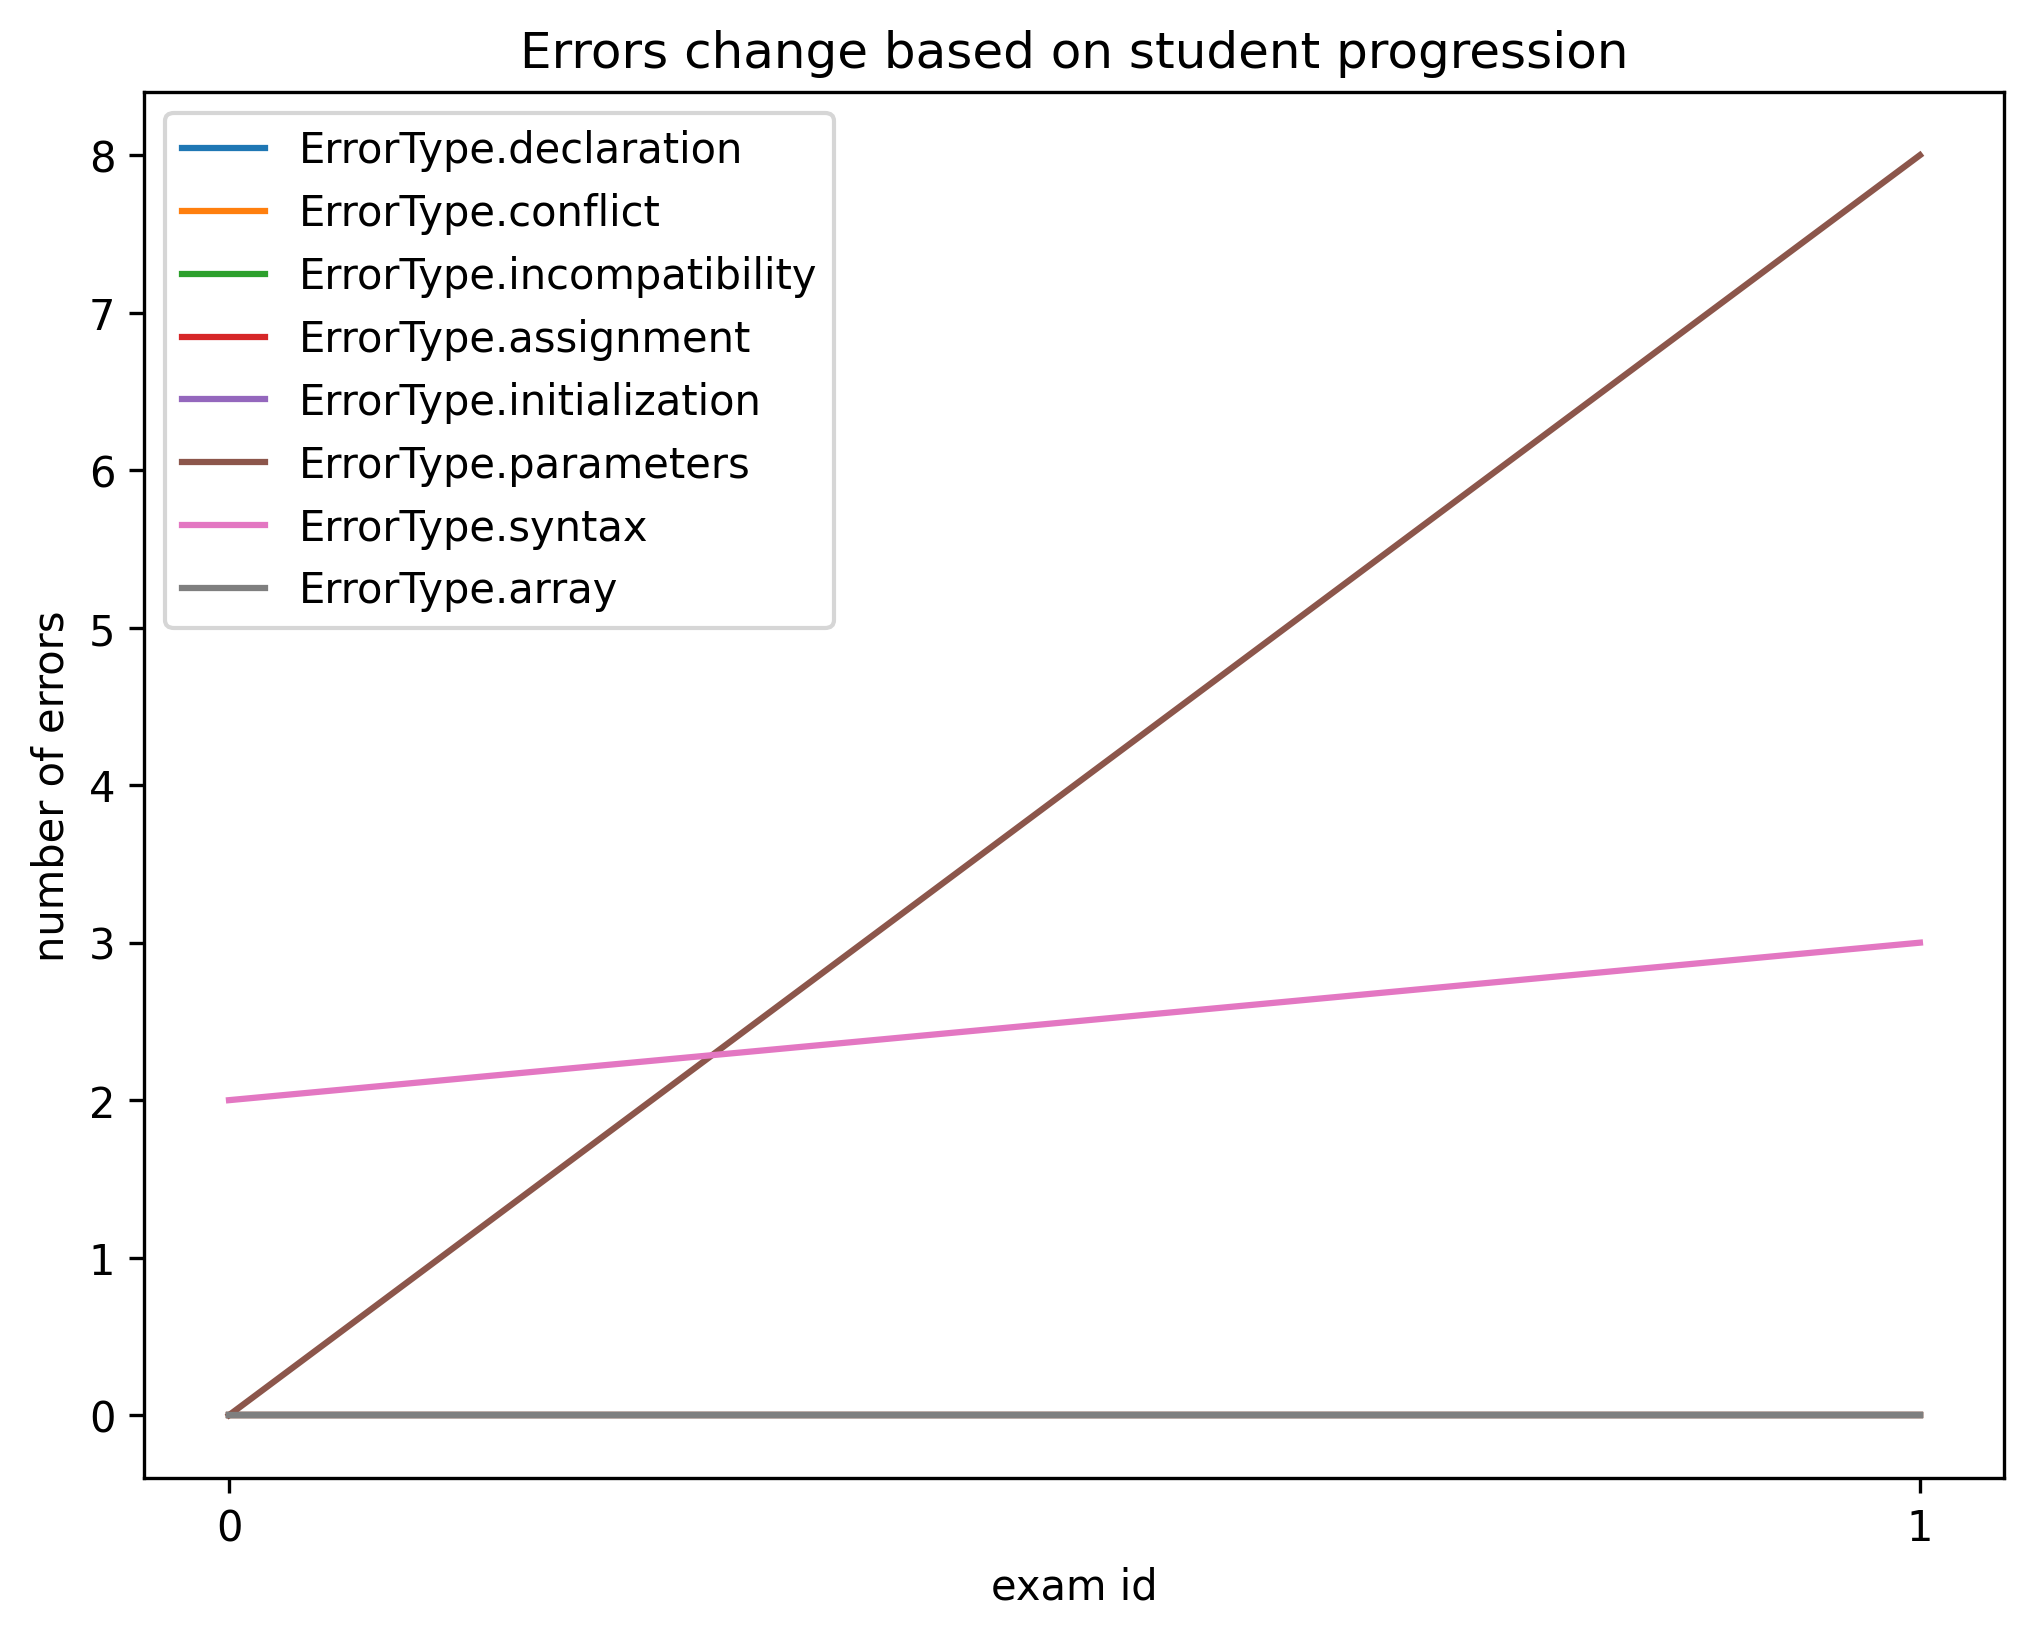 Errors change based on student progression
ErrorType.declaration
ErrorType.conflict
ErrorType.incompatibility
ErrorType.assignment
ErrorType.initialization
ErrorType.parameters
ErrorType.syntax
ErrorType.array
number of errors
8
7
6
5
4
3
2
1
0
0 1
exam id